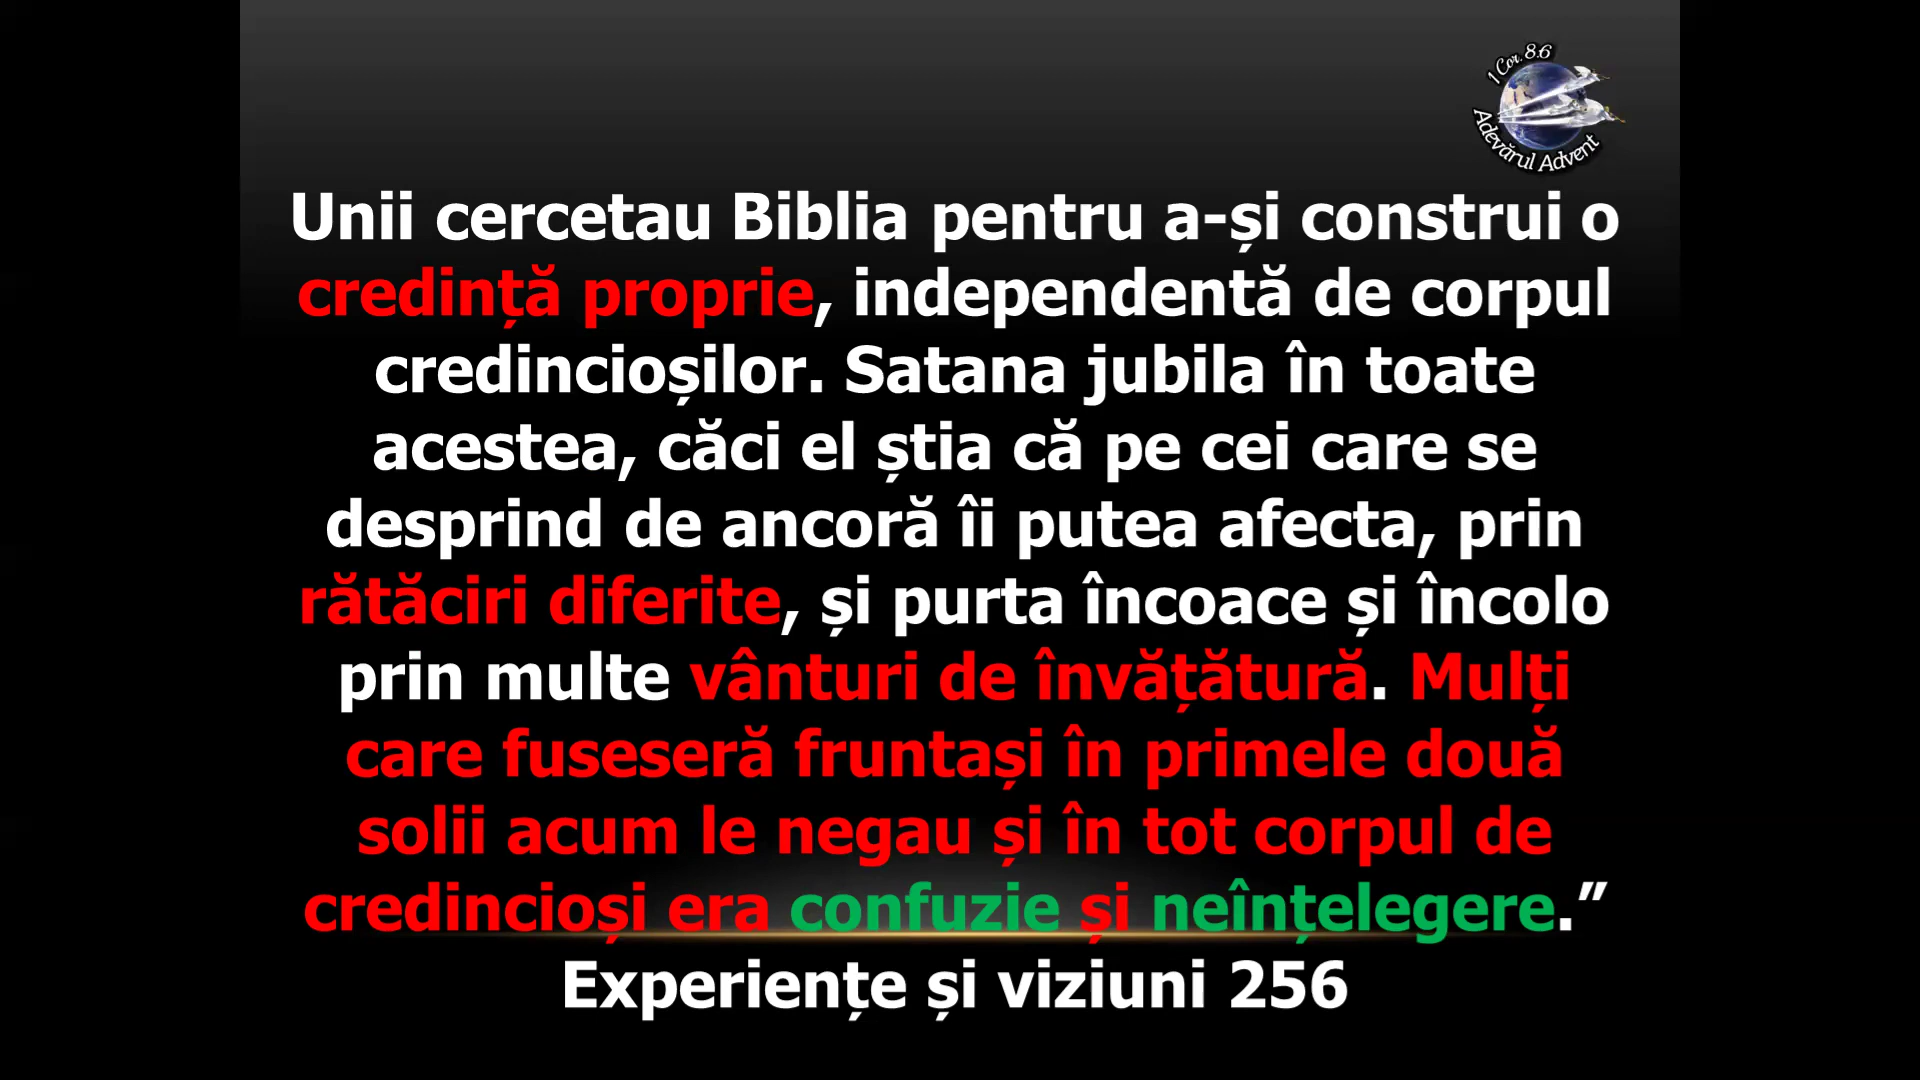 1 Cor. 8:6
Adevărul Advent
Unii cercetau Biblia pentru a-și construi o
credință proprie, independentă de corpul
credincioșilor. Satana jubila în toate
acestea, căci el știa că pe cei care se
desprind de ancoră îi putea afecta, prin
rătăciri diferite, și purta încoace și încolo
prin multe vânturi de învățătură. Mulți
care fuseseră fruntași în primele două
solii acum le negau și în tot corpul de
credincioși era confuzie și neînțelegere.”
Experiențe și viziuni 256